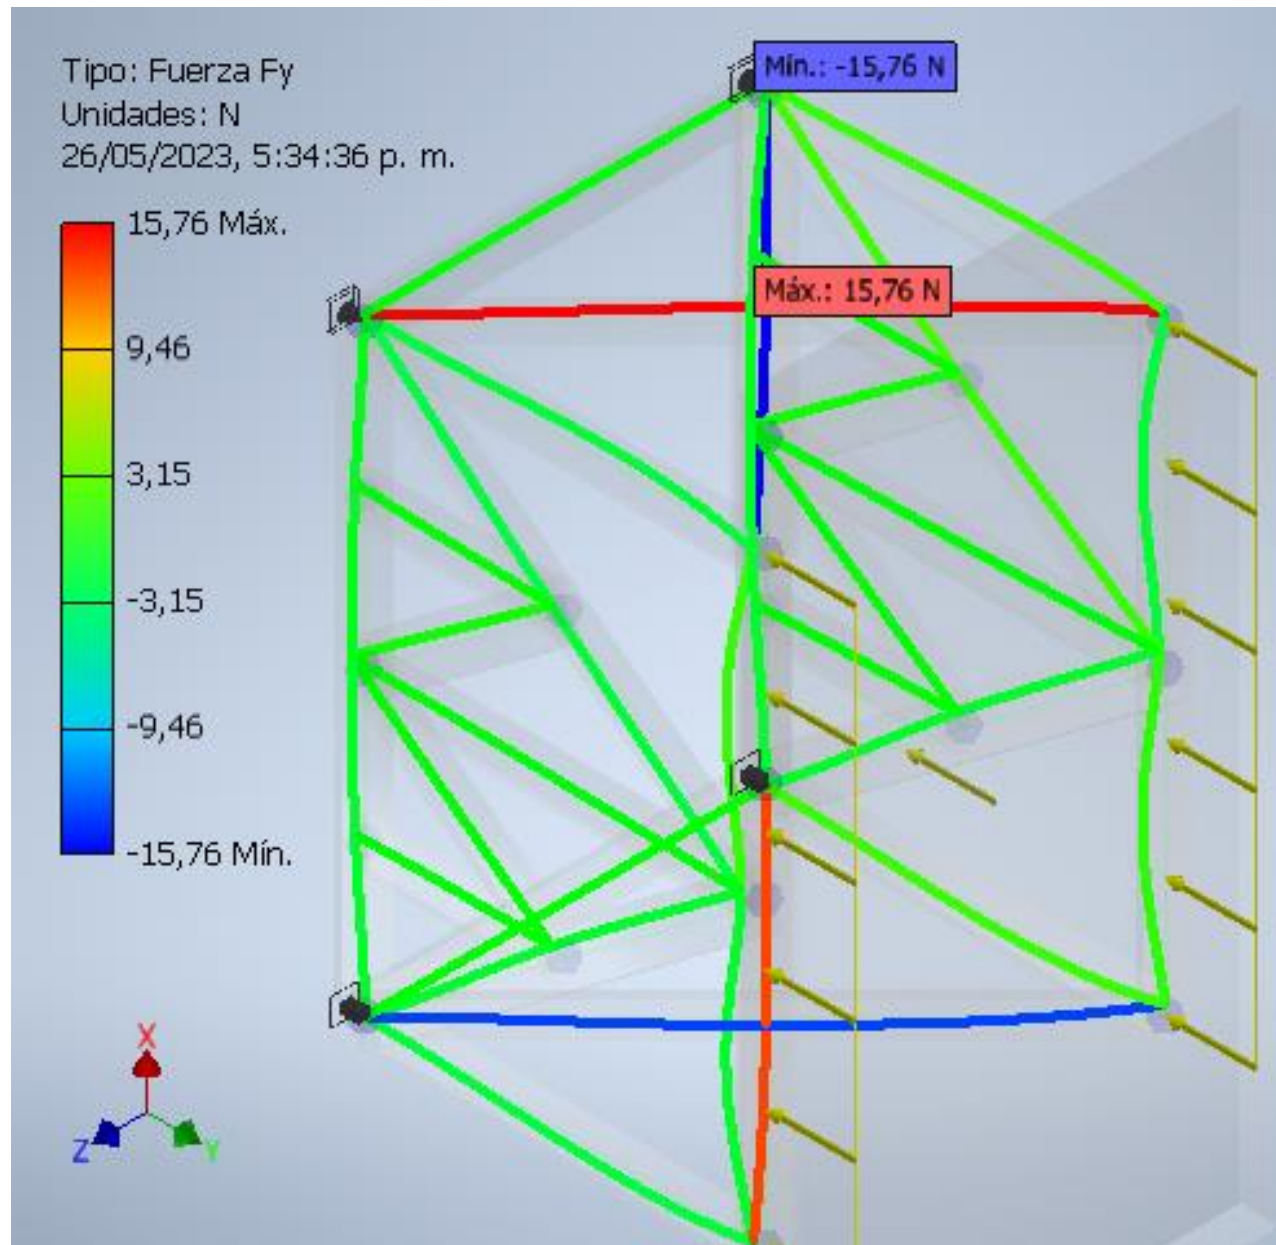 Tipo: Fuerza Fy
Unidades: N
26/05/2023, 5:34:36 p. m.
15,76 Máx.
9,46
3,15
-3,15
-9,46
-15,76 Mín.
Mín.: -15,76 N
Máx.: 15,76 N
X
Z
Y